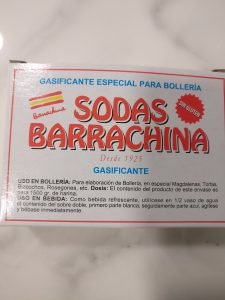 GASIFICANTE ESPECIAL PARA BOLLERÍA
Barrachina
SODAS
SIN GLUTEN
BARRACHINA
Desde 1925
GASIFICANTE
USO EN BOLLERÍA: Para elaboración de Bollería, en especial Magdalenas, Tortas,
Bizcochos, Rosegones, etc. Dosis: El contenido del producto de este envase es
para 1500 gr. de harina.
USO EN BEBIDA: Como bebida refrescante, utilícese en 1/2 vaso de agua
el contenido del sobre doble, primero parte blanca, seguidamente parte azul, agítese
y bébase inmediatamente.